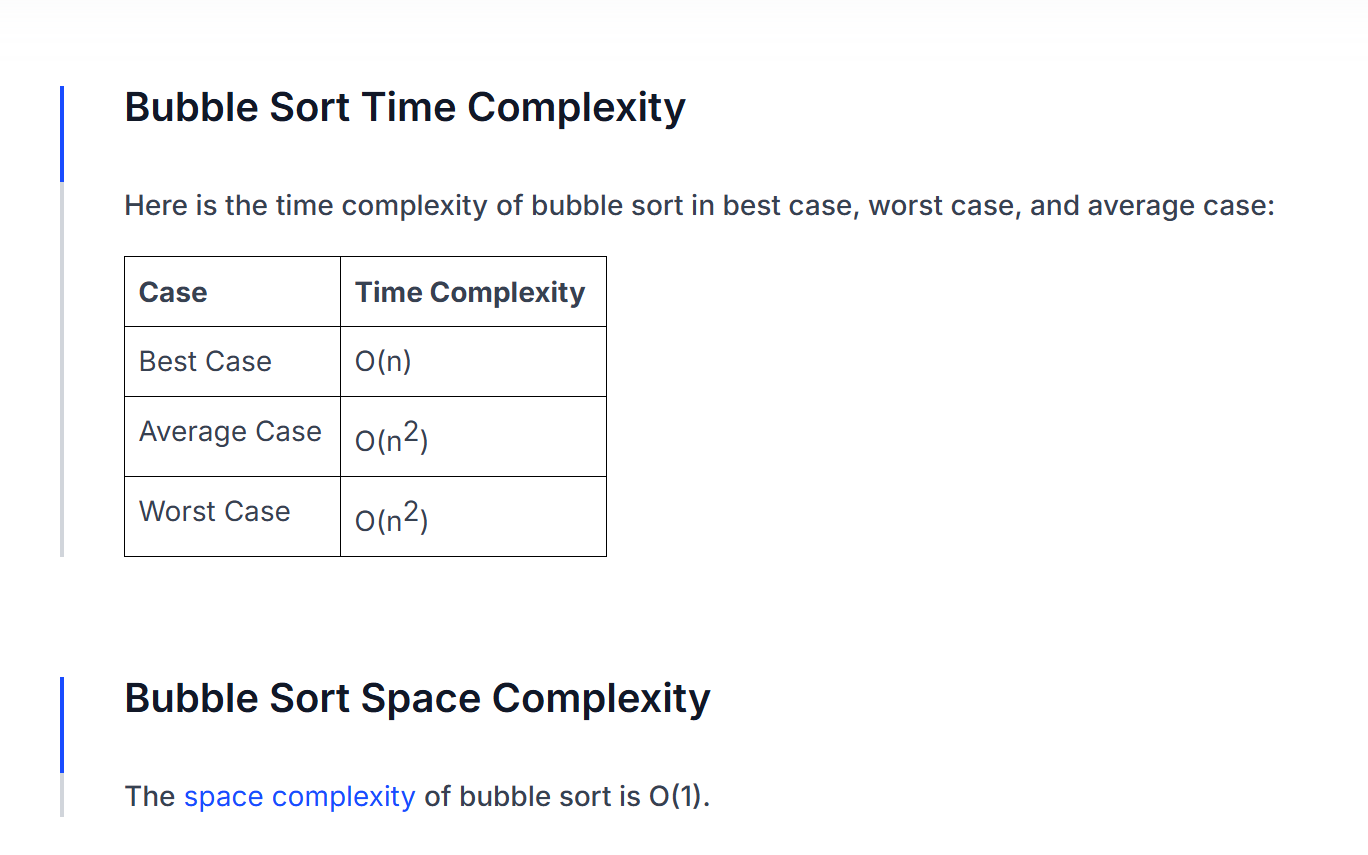 Bubble Sort Time Complexity
Here is the time complexity of bubble sort in best case, worst case, and average case:
Case Time Complexity
Best Case O(n)
Average Case O(n²)
Worst Case O(n²)
Bubble Sort Space Complexity
The space complexity of bubble sort is O(1).